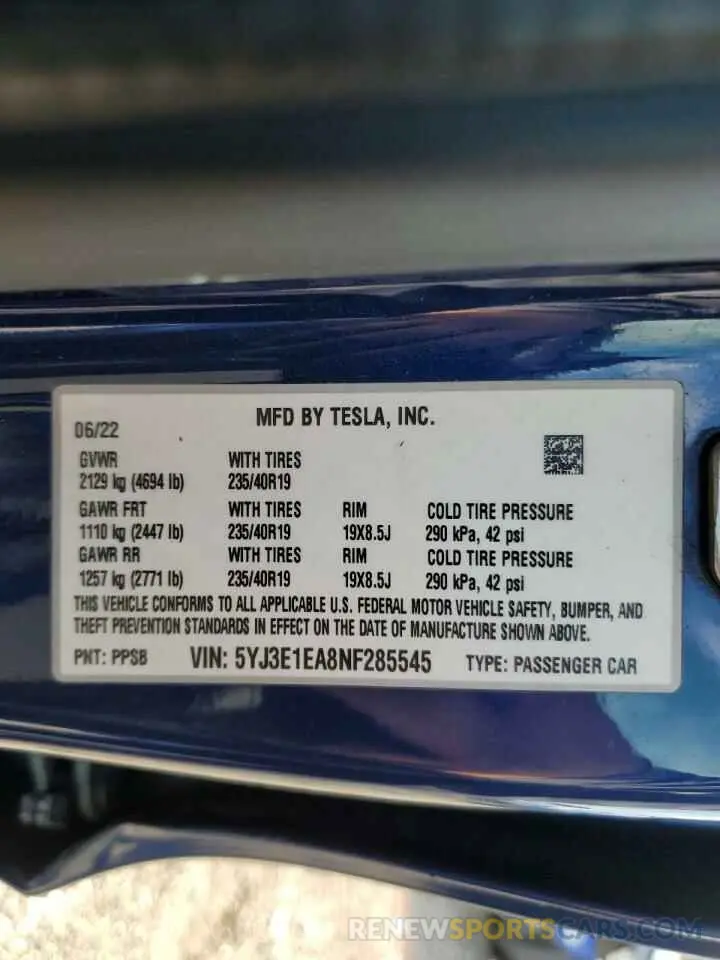 MFD BY TESLA, INC.
06/22
GVWR WITH TIRES
2129 kg (4694 lb) 235/40R19
GAWR FRT WITH TIRES RIM COLD TIRE PRESSURE
1110 kg (2447 lb) 235/40R19 19X8.5J 290 kPa, 42 psi
GAWR RR WITH TIRES RIM COLD TIRE PRESSURE
1257 kg (2771 lb) 235/40R19 19X8.5J 290 kPa, 42 psi
THIS VEHICLE CONFORMS TO ALL APPLICABLE U.S. FEDERAL MOTOR VEHICLE SAFETY, BUMPER, AND
THEFT PREVENTION STANDARDS IN EFFECT ON THE DATE OF MANUFACTURE SHOWN ABOVE.
PNT: PPSB VIN: 5YJ3E1EA8NF285545 TYPE: PASSENGER CAR
RENEWSPORTSCARS.COM